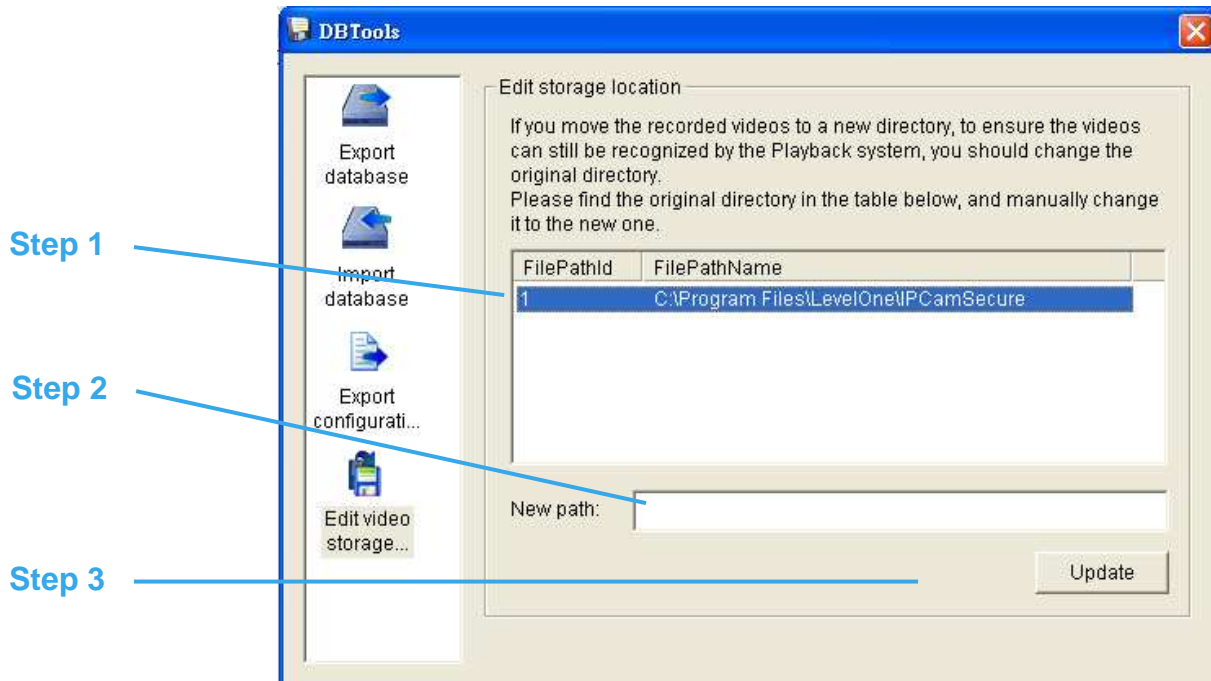 DBTools
Export
database
Import
database
Export
configurati...
Edit video
storage...
Edit storage location
If you move the recorded videos to a new directory, to ensure the videos
can still be recognized by the Playback system, you should change the
original directory.
Please find the original directory in the table below, and manually change
it to the new one.
FilePathId FilePathName
1 C:\Program Files\LevelOne\IPCamSecure
New path:
Update
Step 1
Step 2
Step 3